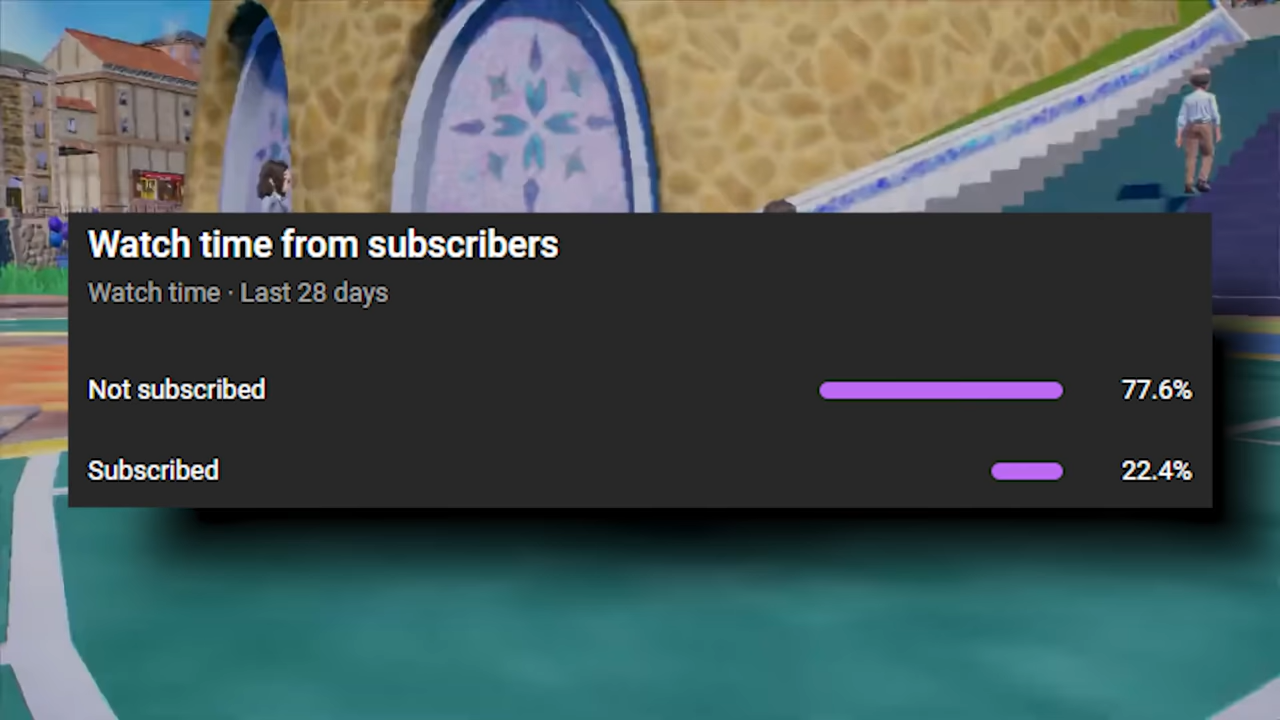 Watch time from subscribers
Watch time · Last 28 days
Not subscribed 77.6%
Subscribed 22.4%